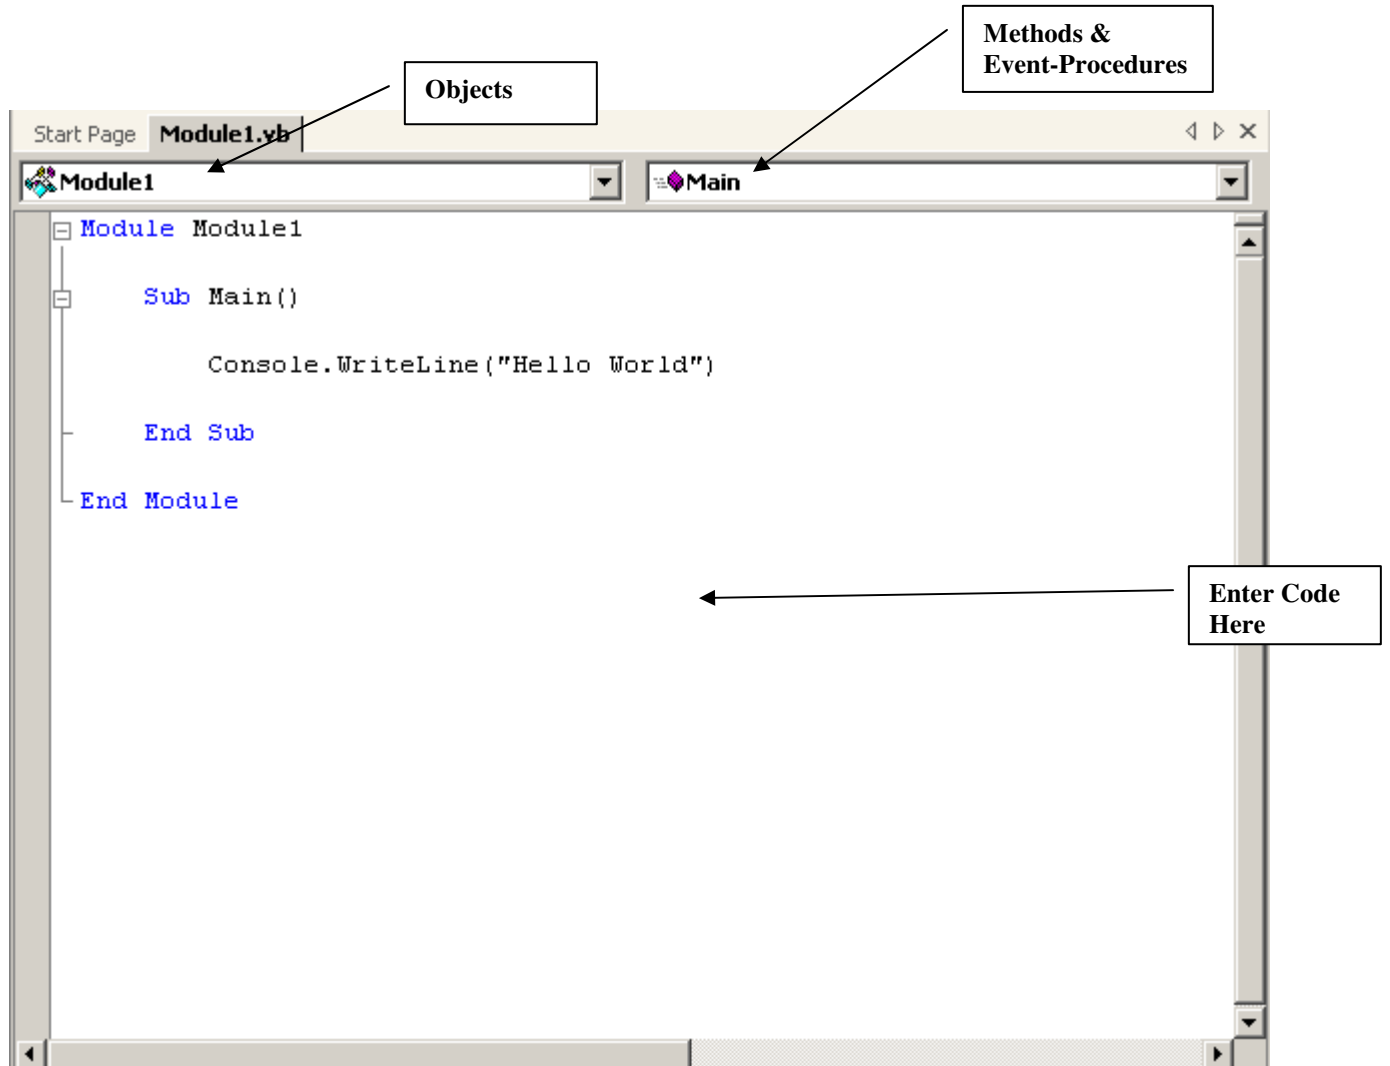 Methods &
Event-Procedures
Objects
Start Page Module1.vb
Module1 Main
Module Module1
Sub Main()
Console.WriteLine("Hello World")
End Sub
End Module
Enter Code
Here